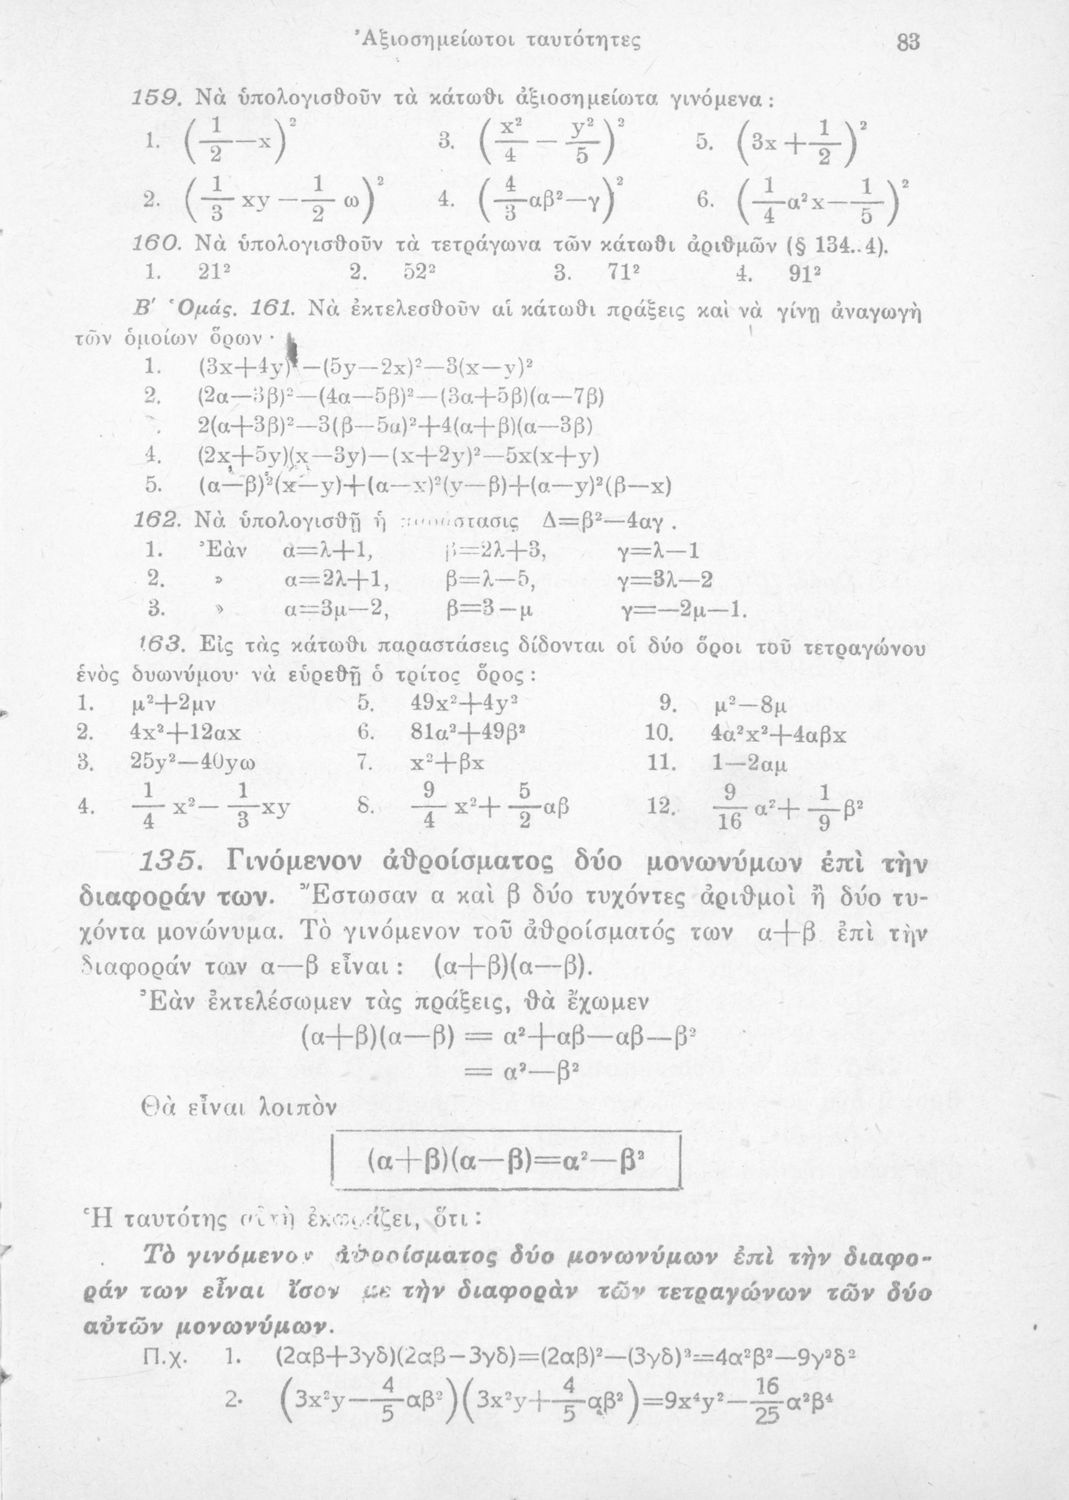 Ἀξιοσημείωτοι ταυτότητες 83
159. Νὰ ὑπολογισθοῦν τὰ κάτωθι ἀξιοσημείωτα γινόμενα :
1. (1/2 — x)² 3. (x²/4 — y²/5)² 5. (3x + 1/2)²
2. (1/3 xy — 1/2 ω)² 4. (4/3 αβ² — γ)² 6. (1/4 α²x — 1/5)²
160. Νὰ ὑπολογισθοῦν τὰ τετράγωνα τῶν κάτωθι ἀριθμῶν (§ 134..4).
1. 21² 2. 52² 3. 71² 4. 91²
Β′ Ὁμάς. 161. Νὰ ἐκτελεσθοῦν αἱ κάτωθι πράξεις καὶ νὰ γίνῃ ἀναγωγὴ
τῶν ὁμοίων ὅρων ·
1. (3x+4y)²—(5y—2x)²—3(x—y)²
2. (2α—3β)²—(4α—5β)²—(3α+5β)(α—7β)
2(α+3β)²—3(β—5α)²+4(α+β)(α—3β)
4. (2x+5y)(x—3y)—(x+2y)²—5x(x+y)
5. (α—β)²(x—y)+(α—x)²(y—β)+(α—y)²(β—x)
162. Νὰ ὑπολογισθῇ ἡ παράστασις Δ=β²—4αγ .
1. Ἐὰν α=λ+1, β=2λ+3, γ=λ—1
2. » α=2λ+1, β=λ—5, γ=3λ—2
3. » α=3μ—2, β=3—μ γ=—2μ—1.
163. Εἰς τὰς κάτωθι παραστάσεις δίδονται οἱ δύο ὅροι τοῦ τετραγώνου
ἑνὸς δυωνύμου· νὰ εὑρεθῇ ὁ τρίτος ὅρος :
1. μ²+2μν 5. 49x²+4y² 9. μ²—8μ
2. 4x²+12αx 6. 81α²+49β² 10. 4α²x²+4αβx
3. 25y²—40yω 7. x²+βx 11. 1—2αμ
4. 1/4 x²— 1/3 xy 8. 9/4 x²+ 5/2 αβ 12. 9/16 α²+ 1/9 β²
135. Γινόμενον ἀθροίσματος δύο μονωνύμων ἐπὶ τὴν
διαφοράν των. Ἔστωσαν α καὶ β δύο τυχόντες ἀριθμοὶ ἢ δύο τυ-
χόντα μονώνυμα. Τὸ γινόμενον τοῦ ἀθροίσματός των α+β ἐπὶ τὴν
διαφοράν των α—β εἶναι : (α+β)(α—β).
Ἐὰν ἐκτελέσωμεν τὰς πράξεις, θὰ ἔχωμεν
(α+β)(α—β) = α²+αβ—αβ—β²
= α²—β²
Θὰ εἶναι λοιπὸν
(α+β)(α—β)=α²—β²
Ἡ ταυτότης αὐτὴ ἐκφράζει, ὅτι :
Τὸ γινόμενον ἀθροίσματος δύο μονωνύμων ἐπὶ τὴν διαφο-
ράν των εἶναι ἴσον με τὴν διαφορὰν τῶν τετραγώνων τῶν δύο
αὐτῶν μονωνύμων.
Π.χ. 1. (2αβ+3γδ)(2αβ—3γδ)=(2αβ)²—(3γδ)²=4α²β²—9γ²δ²
2. (3x²y— 4/5 αβ²)(3x²y+ 4/5 αβ²)=9x⁴y²— 16/25 α²β⁴